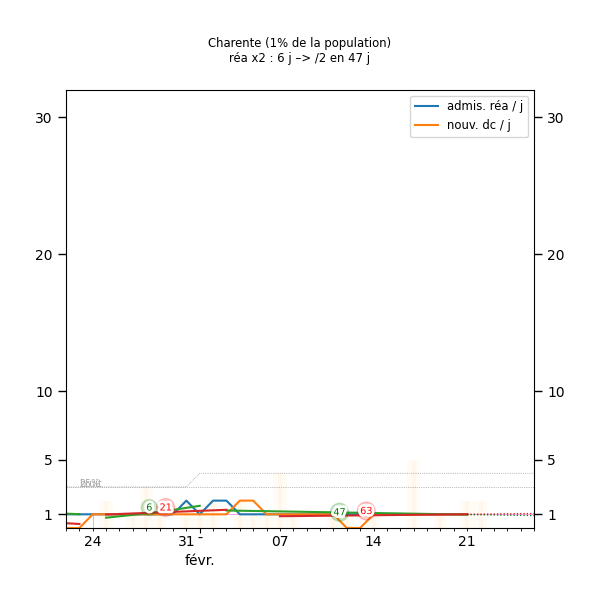 Charente (1% de la population)
réa x2 : 6 j –> /2 en 47 j
admis. réa / j
nouv. dc / j
30 30
20 20
10 10
5 5
1 1
6 21 47 63
24 31 - 07 14 21
févr.